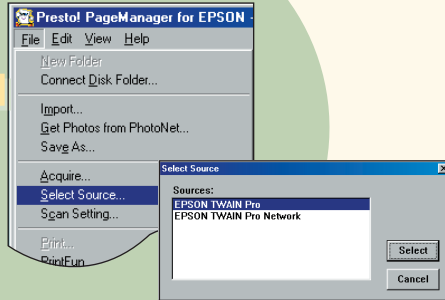 Presto! PageManager for EPSON -
File Edit View Help
New Folder
Connect Disk Folder...
Import...
Get Photos from PhotoNet...
Save As...
Acquire...
Select Source...
Scan Setting...
Print...
PrintFun
Select Source
Sources:
EPSON TWAIN Pro
EPSON TWAIN Pro Network
Select
Cancel